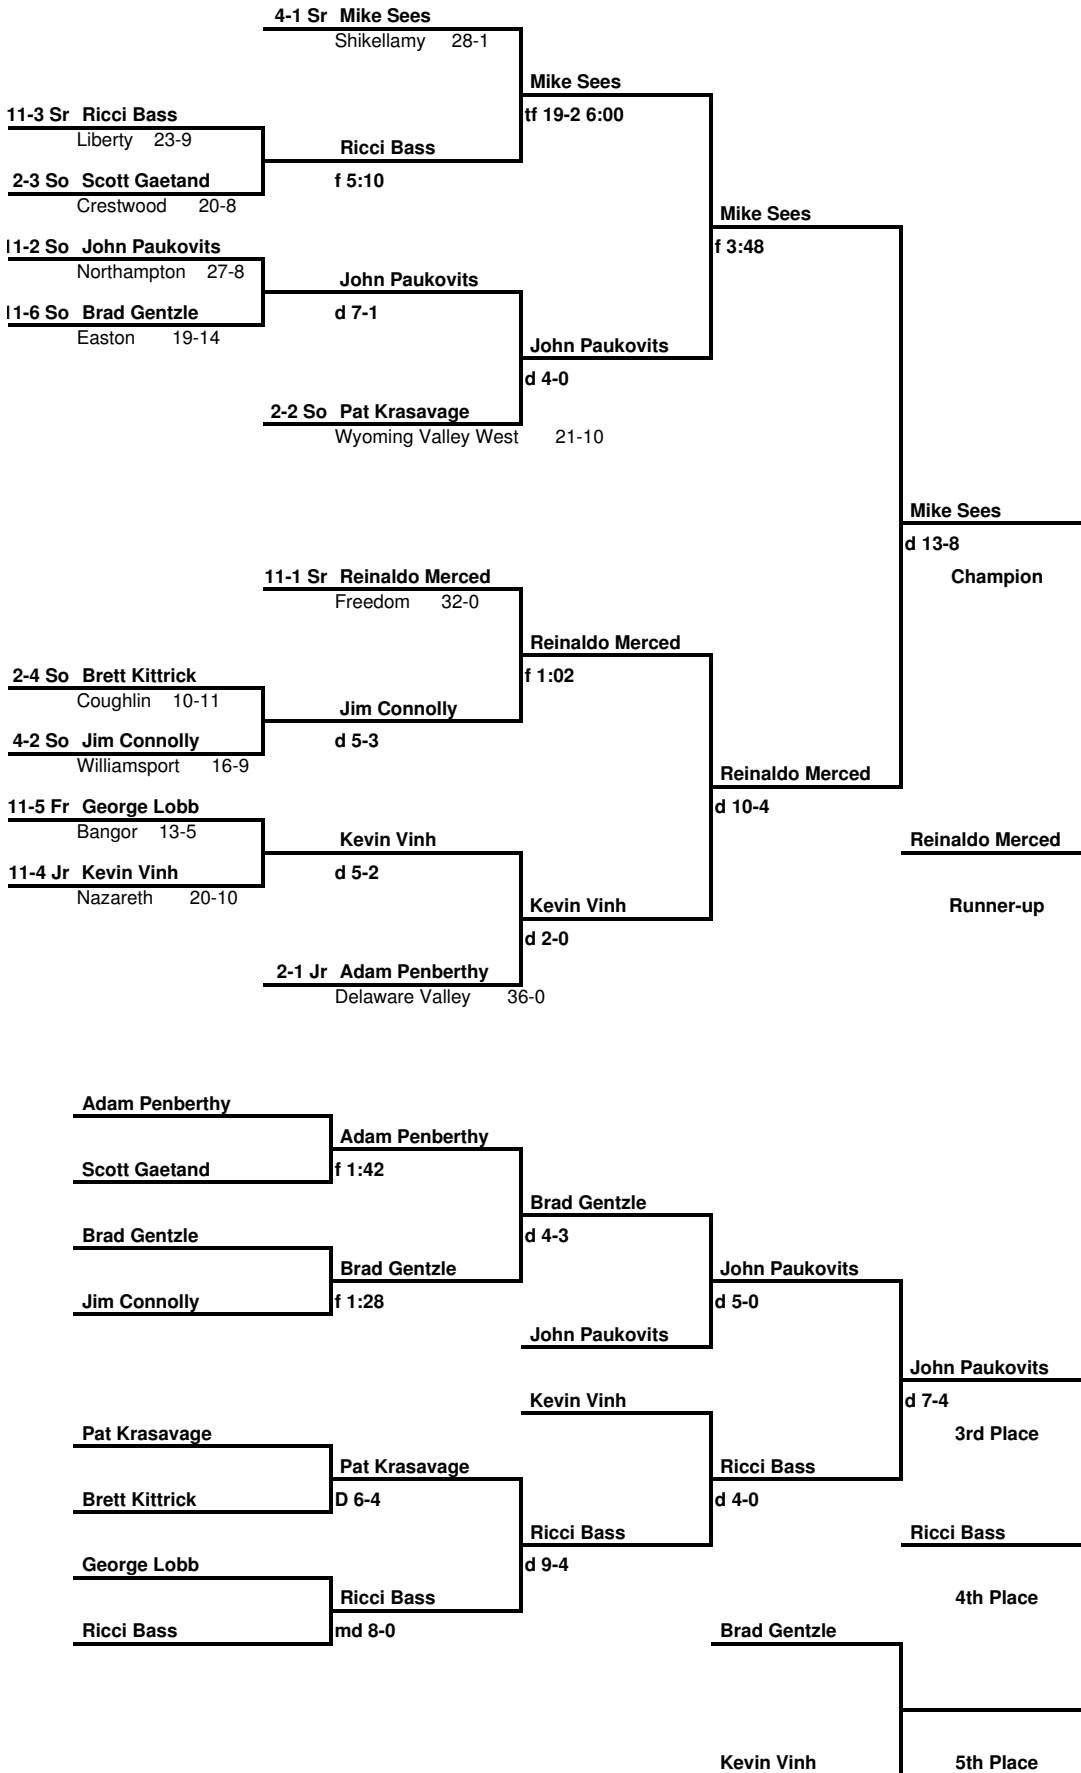 4-1 Sr Mike Sees
Shikellamy 28-1
Mike Sees
11-3 Sr Ricci Bass
tf 19-2 6:00
Liberty 23-9
Ricci Bass
2-3 So Scott Gaetand
f 5:10
Crestwood 20-8
Mike Sees
11-2 So John Paukovits
f 3:48
Northampton 27-8
John Paukovits
11-6 So Brad Gentzle
d 7-1
Easton 19-14
John Paukovits
d 4-0
2-2 So Pat Krasavage
Wyoming Valley West 21-10
Mike Sees
d 13-8
Champion
11-1 Sr Reinaldo Merced
Freedom 32-0
Reinaldo Merced
2-4 So Brett Kittrick
f 1:02
Coughlin 10-11
Jim Connolly
4-2 So Jim Connolly
d 5-3
Williamsport 16-9
Reinaldo Merced
11-5 Fr George Lobb
d 10-4
Bangor 13-5
Kevin Vinh
Reinaldo Merced
11-4 Jr Kevin Vinh
d 5-2
Nazareth 20-10
Kevin Vinh
Runner-up
d 2-0
2-1 Jr Adam Penberthy
Delaware Valley 36-0
Adam Penberthy
Adam Penberthy
Scott Gaetand
f 1:42
Brad Gentzle
Brad Gentzle
d 4-3
Brad Gentzle
John Paukovits
Jim Connolly
f 1:28
d 5-0
John Paukovits
John Paukovits
Kevin Vinh
d 7-4
Pat Krasavage
3rd Place
Pat Krasavage
Ricci Bass
Brett Kittrick
D 6-4
d 4-0
Ricci Bass
Ricci Bass
George Lobb
d 9-4
Ricci Bass
4th Place
Ricci Bass
md 8-0
Brad Gentzle
Kevin Vinh
5th Place